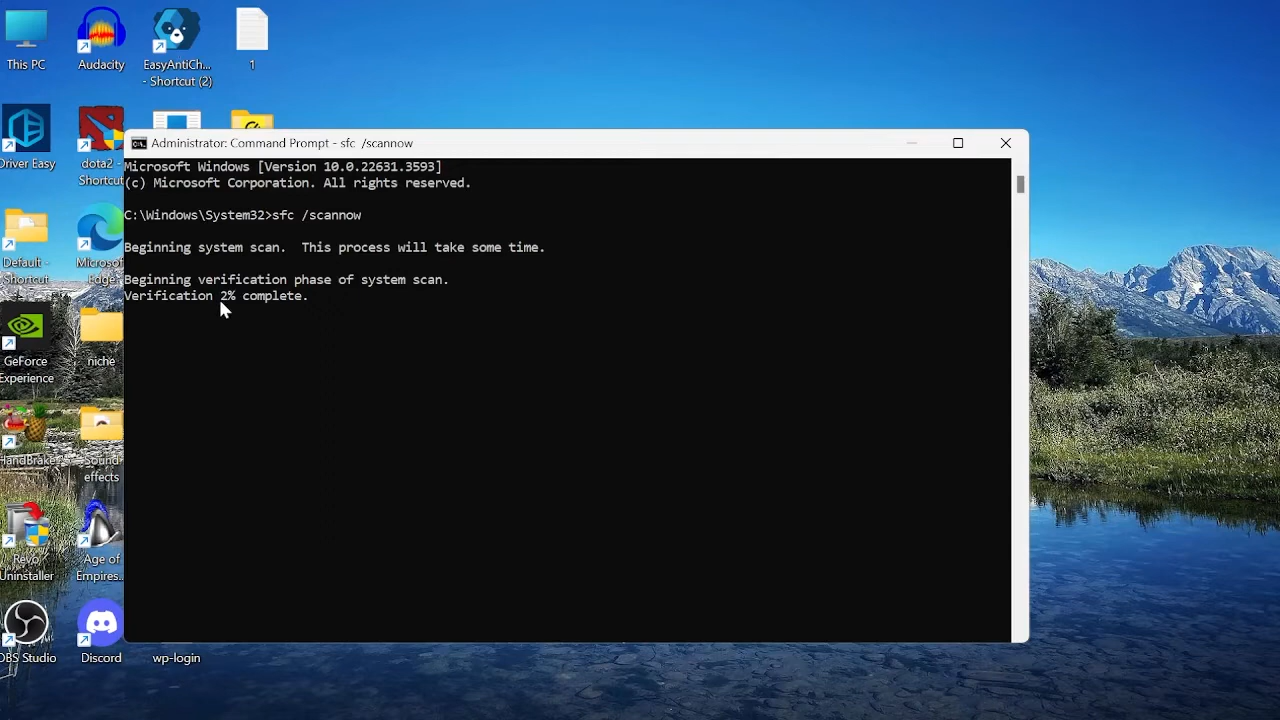 This PC
Audacity
EasyAntiCh...
- Shortcut (2)
1
Driver Easy
dota2 -
Shortcut
Default -
Shortcut
Microso
Edge
GeForce
Experience
niche
HandBrake
Sound
effects
Revo
Uninstaller
Age of
Empires...
OBS Studio
Discord
wp-login
Administrator: Command Prompt - sfc /scannow
Microsoft Windows [Version 10.0.22631.3593]
(c) Microsoft Corporation. All rights reserved.
C:\Windows\System32>sfc /scannow
Beginning system scan. This process will take some time.
Beginning verification phase of system scan.
Verification 2% complete.